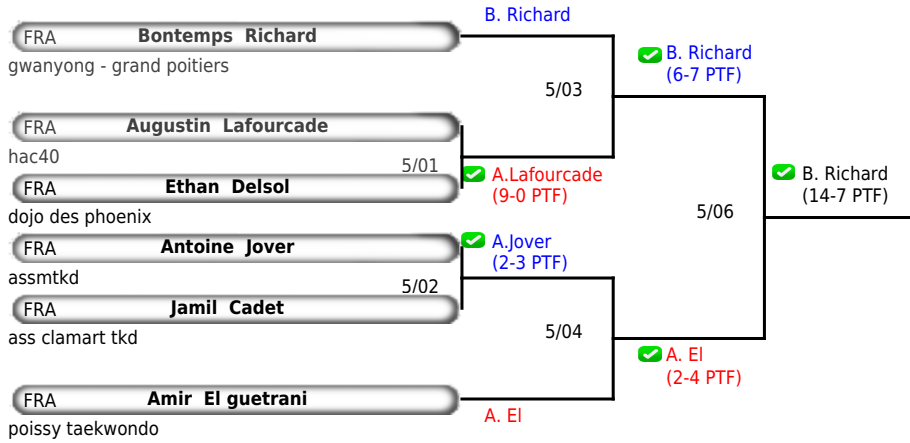 B. Richard
FRA Bontemps Richard
gwanyong - grand poitiers
B. Richard
(6-7 PTF)
5/03
FRA Augustin Lafourcade
hac40
5/01
A.Lafourcade
(9-0 PTF)
FRA Ethan Delsol
dojo des phoenix
B. Richard
(14-7 PTF)
5/06
FRA Antoine Jover
assmtkd
A.Jover
(2-3 PTF)
5/02
FRA Jamil Cadet
ass clamart tkd
5/04
A. El
(2-4 PTF)
FRA Amir El guetrani
poissy taekwondo
A. El